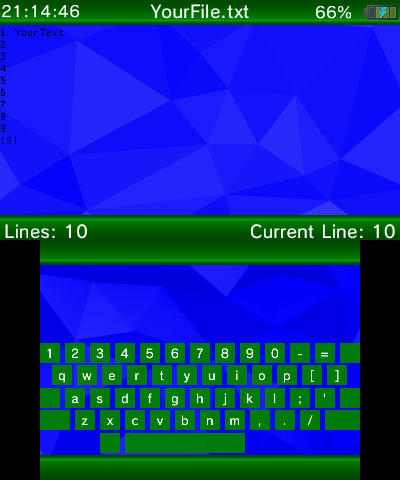 21:14:46 YourFile.txt 66%
1 YourText
2
3
4
5
6
7
8
9
10
Lines: 10 Current Line: 10
1 2 3 4 5 6 7 8 9 0 - =
q w e r t y u i o p [ ]
a s d f g h j k l ; '
z x c v b n m , . /